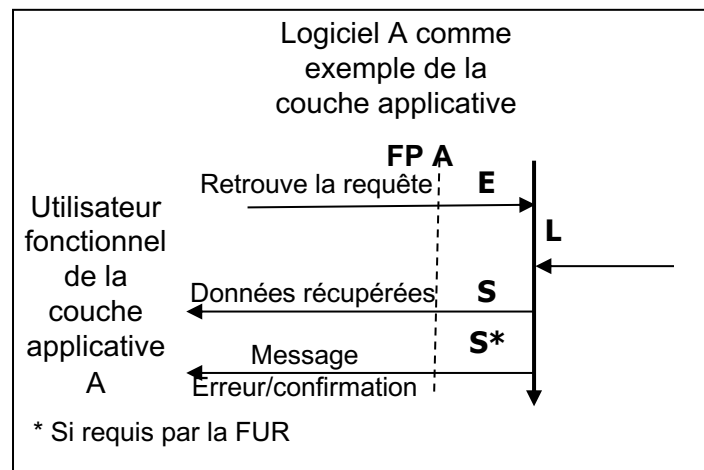 Logiciel A comme
exemple de la
couche applicative
FP A
Retrouve la requête E
Utilisateur
fonctionnel
de la
couche
applicative
A
L
Données récupérées S
S*
Message
Erreur/confirmation
* Si requis par la FUR